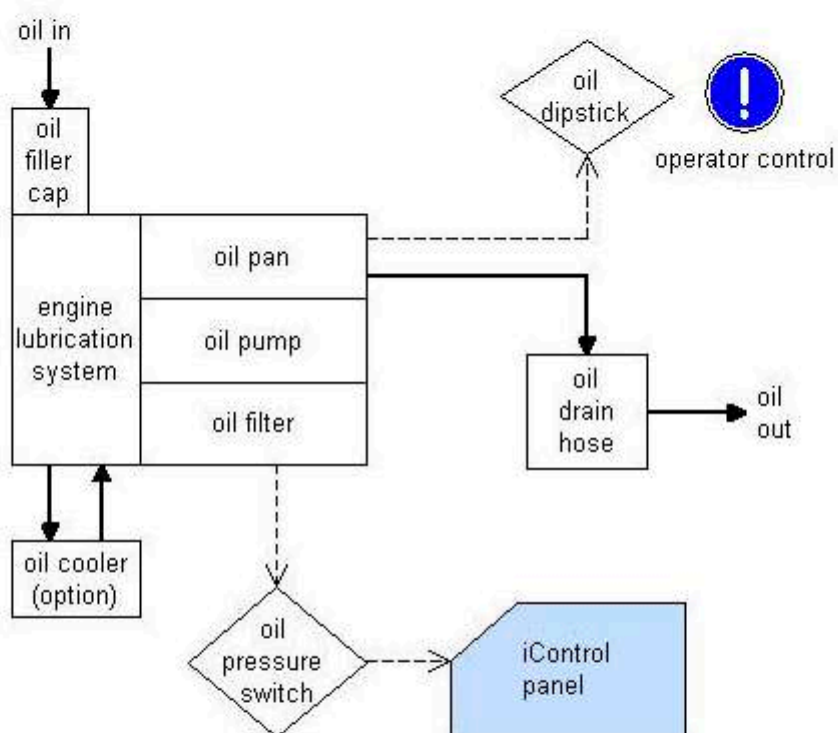 oil in
oil
filler
cap
oil
dipstick
operator control
engine
lubrication
system
oil pan
oil pump
oil filter
oil
drain
hose
oil
out
oil cooler
(option)
oil
pressure
switch
iControl
panel